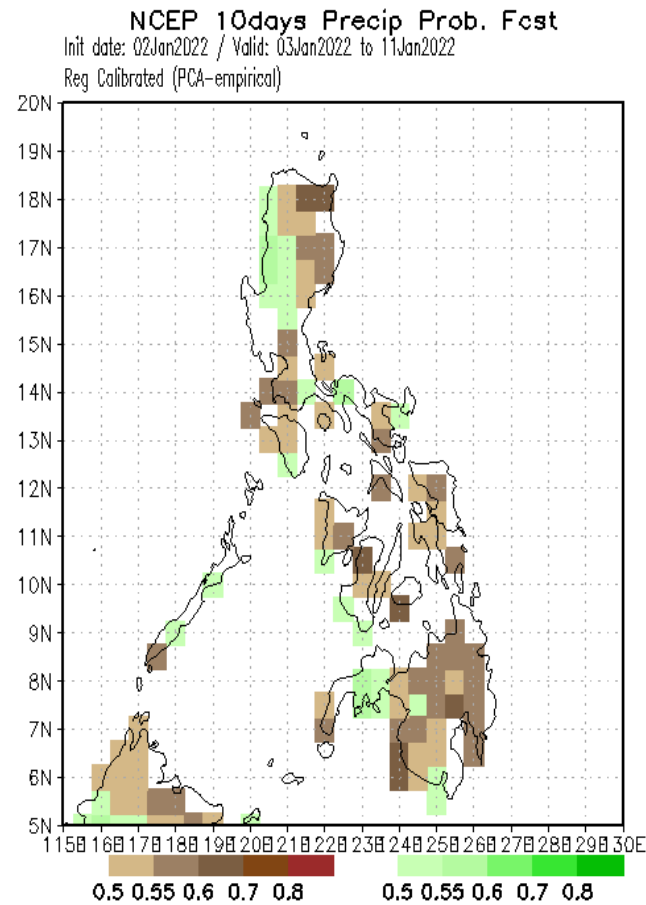 NCEP 10days Precip Prob. Fcst
Init date: 02Jan2022 / Valid: 03Jan2022 to 11Jan2022
Reg Calibrated (PCA-empirical)
20N
19N
18N
17N
16N
15N
14N
13N
12N
11N
10N
9N
8N
7N
6N
5N
115E 116E 117E 118E 119E 120E 121E 122E 123E 124E 125E 126E 127E 128E 129E 130E
0.5 0.55 0.6 0.7 0.8 0.5 0.55 0.6 0.7 0.8